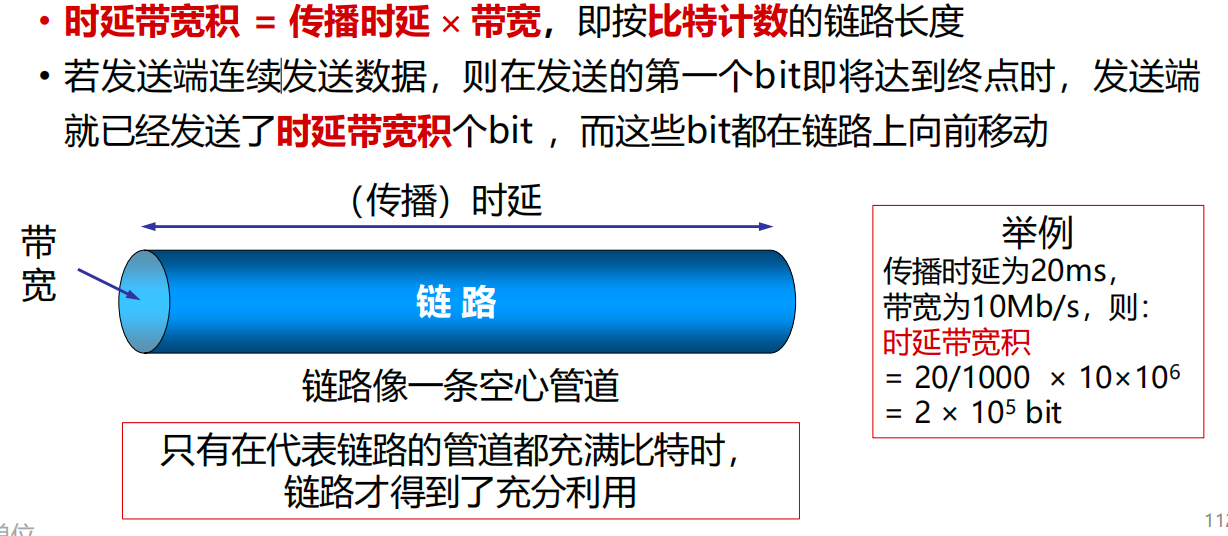 • 时延带宽积 = 传播时延 × 带宽，即按比特计数的链路长度
• 若发送端连续发送数据，则在发送的第一个bit即将达到终点时，发送端
就已经发送了时延带宽积个bit ，而这些bit都在链路上向前移动
（传播）时延
带
宽
链 路
链路像一条空心管道
只有在代表链路的管道都充满比特时，
链路才得到了充分利用
举例
传播时延为20ms，
带宽为10Mb/s，则：
时延带宽积
= 20/1000 × 10×10⁶
= 2 × 10⁵ bit